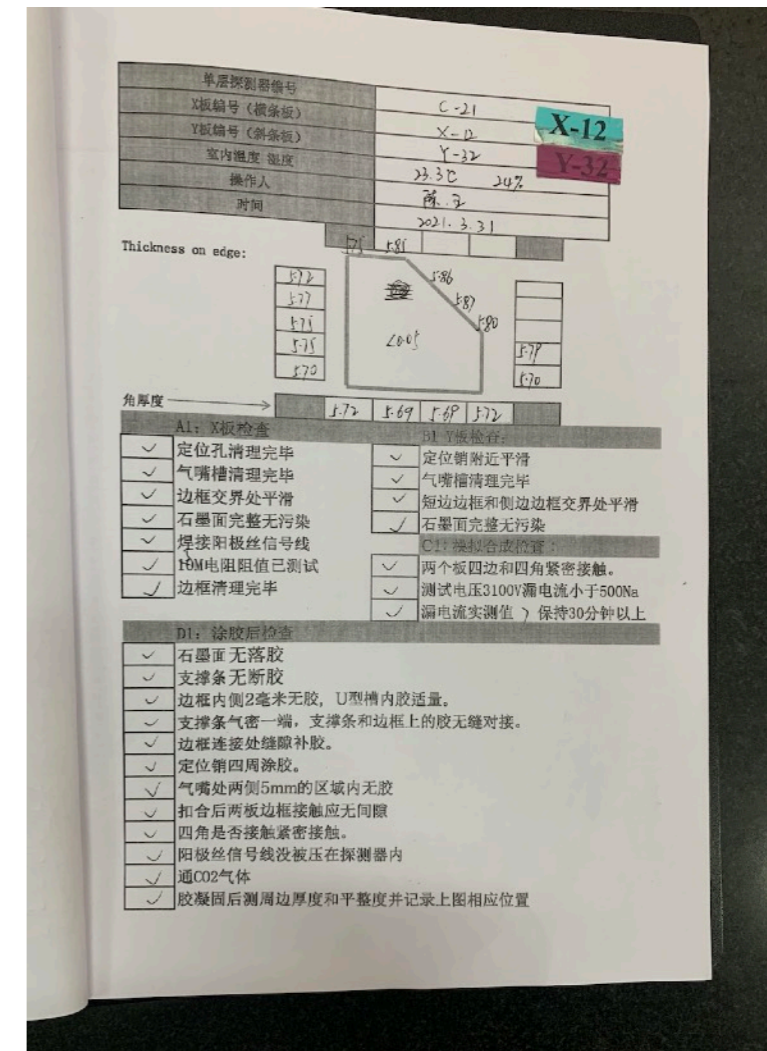 单层探测器编号 C-21
X板编号（横条板） X-12 X-12
Y板编号（斜条板） Y-32 Y-32
室内温度 湿度 23.3℃ 24%
操作人 陈.王
时间 2021.3.31
Thickness on edge:
5.75 5.85
5.72 5.86
5.77 5.87
5.75 5.80
5.75 <0.05 5.79
5.70 5.70
角厚度
5.72 5.69 5.69 5.72
A1: X板检查 B1 Y板检查:
✓ 定位孔清理完毕 ✓ 定位销附近平滑
✓ 气嘴槽清理完毕 ✓ 气嘴槽清理完毕
✓ 边框交界处平滑 ✓ 短边边框和侧边边框交界处平滑
✓ 石墨面完整无污染 ✓ 石墨面完整无污染
✓ 焊接阳极丝信号线 C1: 模拟合成检查:
✓ 10M电阻阻值已测试 ✓ 两个板四边和四角紧密接触。
✓ 边框清理完毕 ✓ 测试电压3100V漏电流小于500Na
✓ 漏电流实测值 ）保持30分钟以上
D1: 涂胶后检查
✓ 石墨面无落胶
✓ 支撑条无断胶
✓ 边框内侧2毫米无胶，U型槽内胶适量。
✓ 支撑条气密一端，支撑条和边框上的胶无缝对接。
✓ 边框连接处缝隙补胶。
✓ 定位销四周涂胶。
✓ 气嘴处两侧5mm的区域内无胶
✓ 扣合后两板边框接触应无间隙
✓ 四角是否接触紧密接触。
✓ 阳极丝信号线没被压在探测器内
✓ 通CO2气体
✓ 胶凝固后测周边厚度和平整度并记录上图相应位置